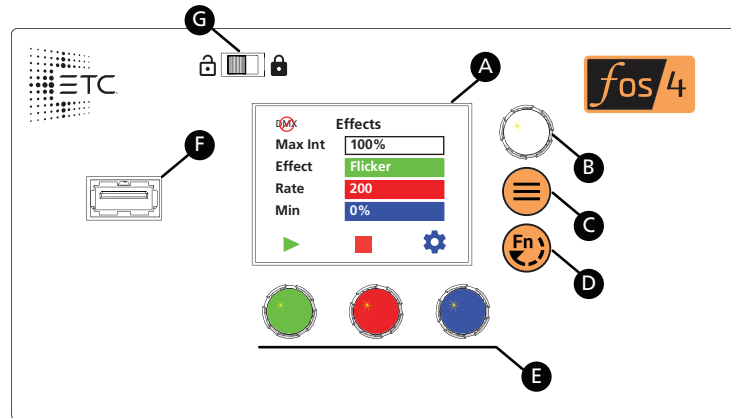 G
A
ETC
fos/4
DMX Effects
Max Int 100%
F
B
Effect Flicker
Rate 200
Min 0%
C
Fn
D
E